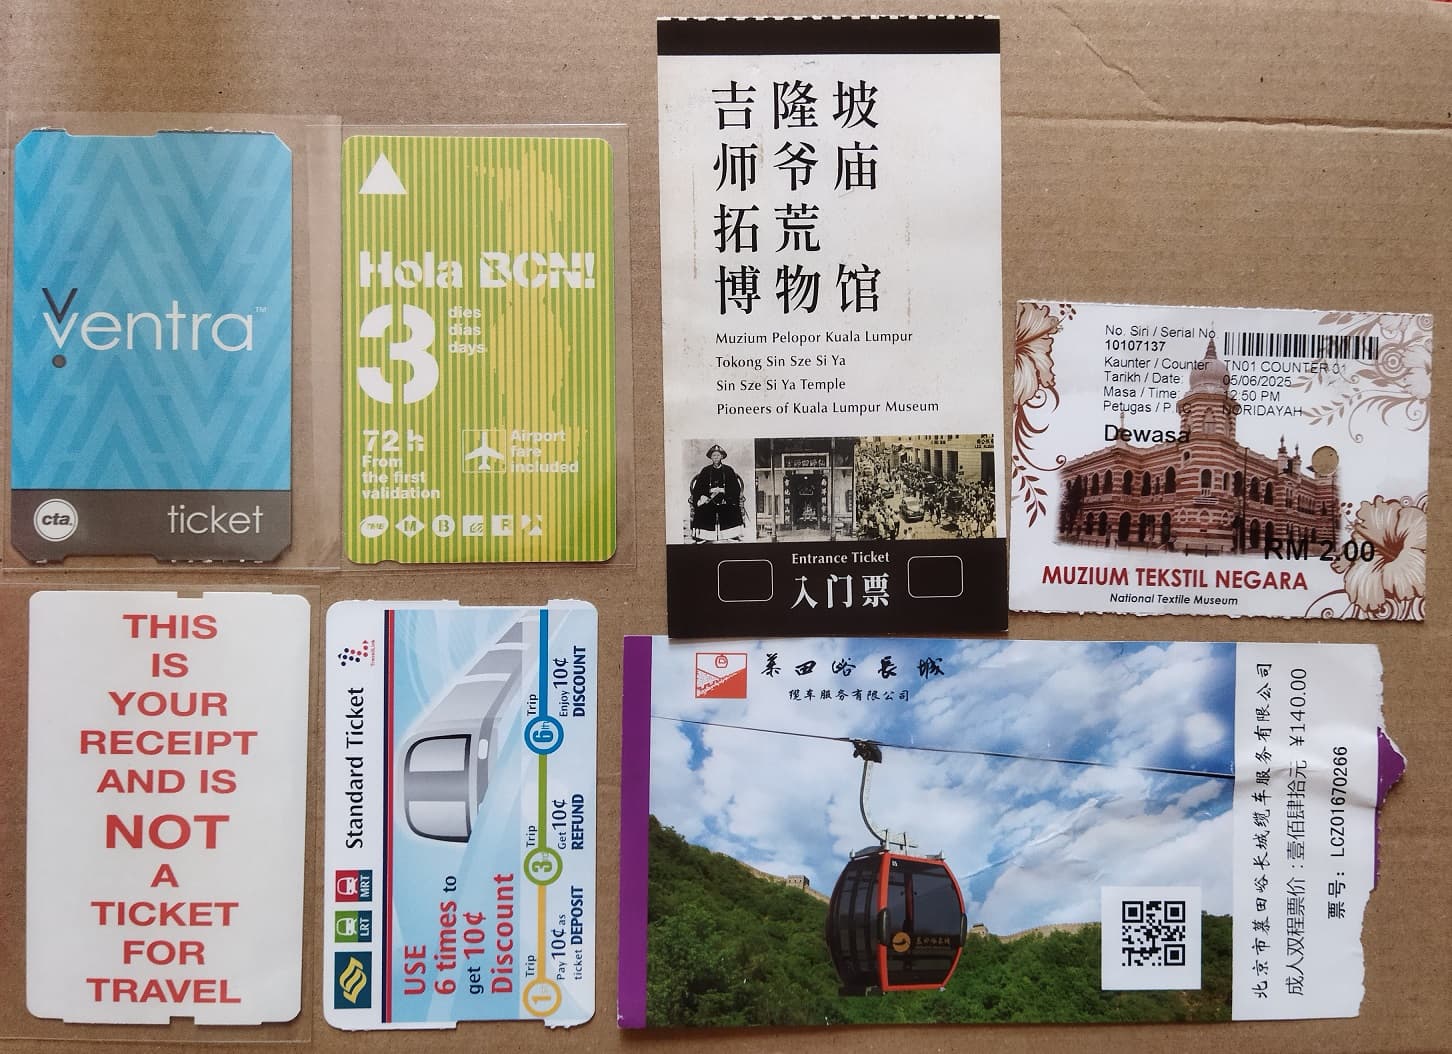 Ventra™
cta
ticket
Hola BCN!
3
dies
días
days
72 h
From
the first
validation
Airport
fare
included
TMB
M
B
R
吉隆坡
师爷庙
拓荒
博物馆
Muzium Pelopor Kuala Lumpur
Tokong Sin Sze Si Ya
Sin Sze Si Ya Temple
Pioneers of Kuala Lumpur Museum
Entrance Ticket
入门票
No. Siri / Serial No
10107137
Kaunter / Counter TN01 COUNTER 01
Tarikh / Date: 05/06/2025
Masa / Time: 12:50 PM
Petugas / P.I.C. NORIDAYAH
Dewasa
RM 2.00
MUZIUM TEKSTIL NEGARA
National Textile Museum
THIS
IS
YOUR
RECEIPT
AND IS
NOT
A
TICKET
FOR
TRAVEL
LRT
MRT
Standard Ticket
TransitLink
USE
6 times to
get 10¢
Discount
1st Trip
Pay 10¢ as
ticket DEPOSIT
3rd Trip
Get 10¢
REFUND
6th Trip
Enjoy 10¢
DISCOUNT
慕田峪長城
缆车服务有限公司
北京市慕田峪长城缆车服务有限公司
成人双程票价:壹佰肆拾元 ¥140.00
票号: LCZ01670266